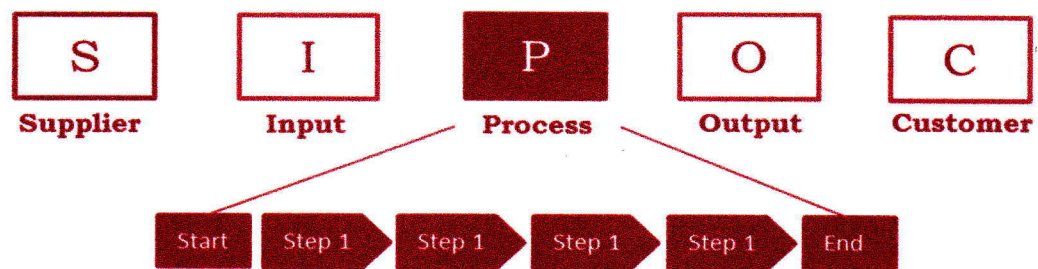 S I P O C
Supplier Input Process Output Customer
Start Step 1 Step 1 Step 1 Step 1 End